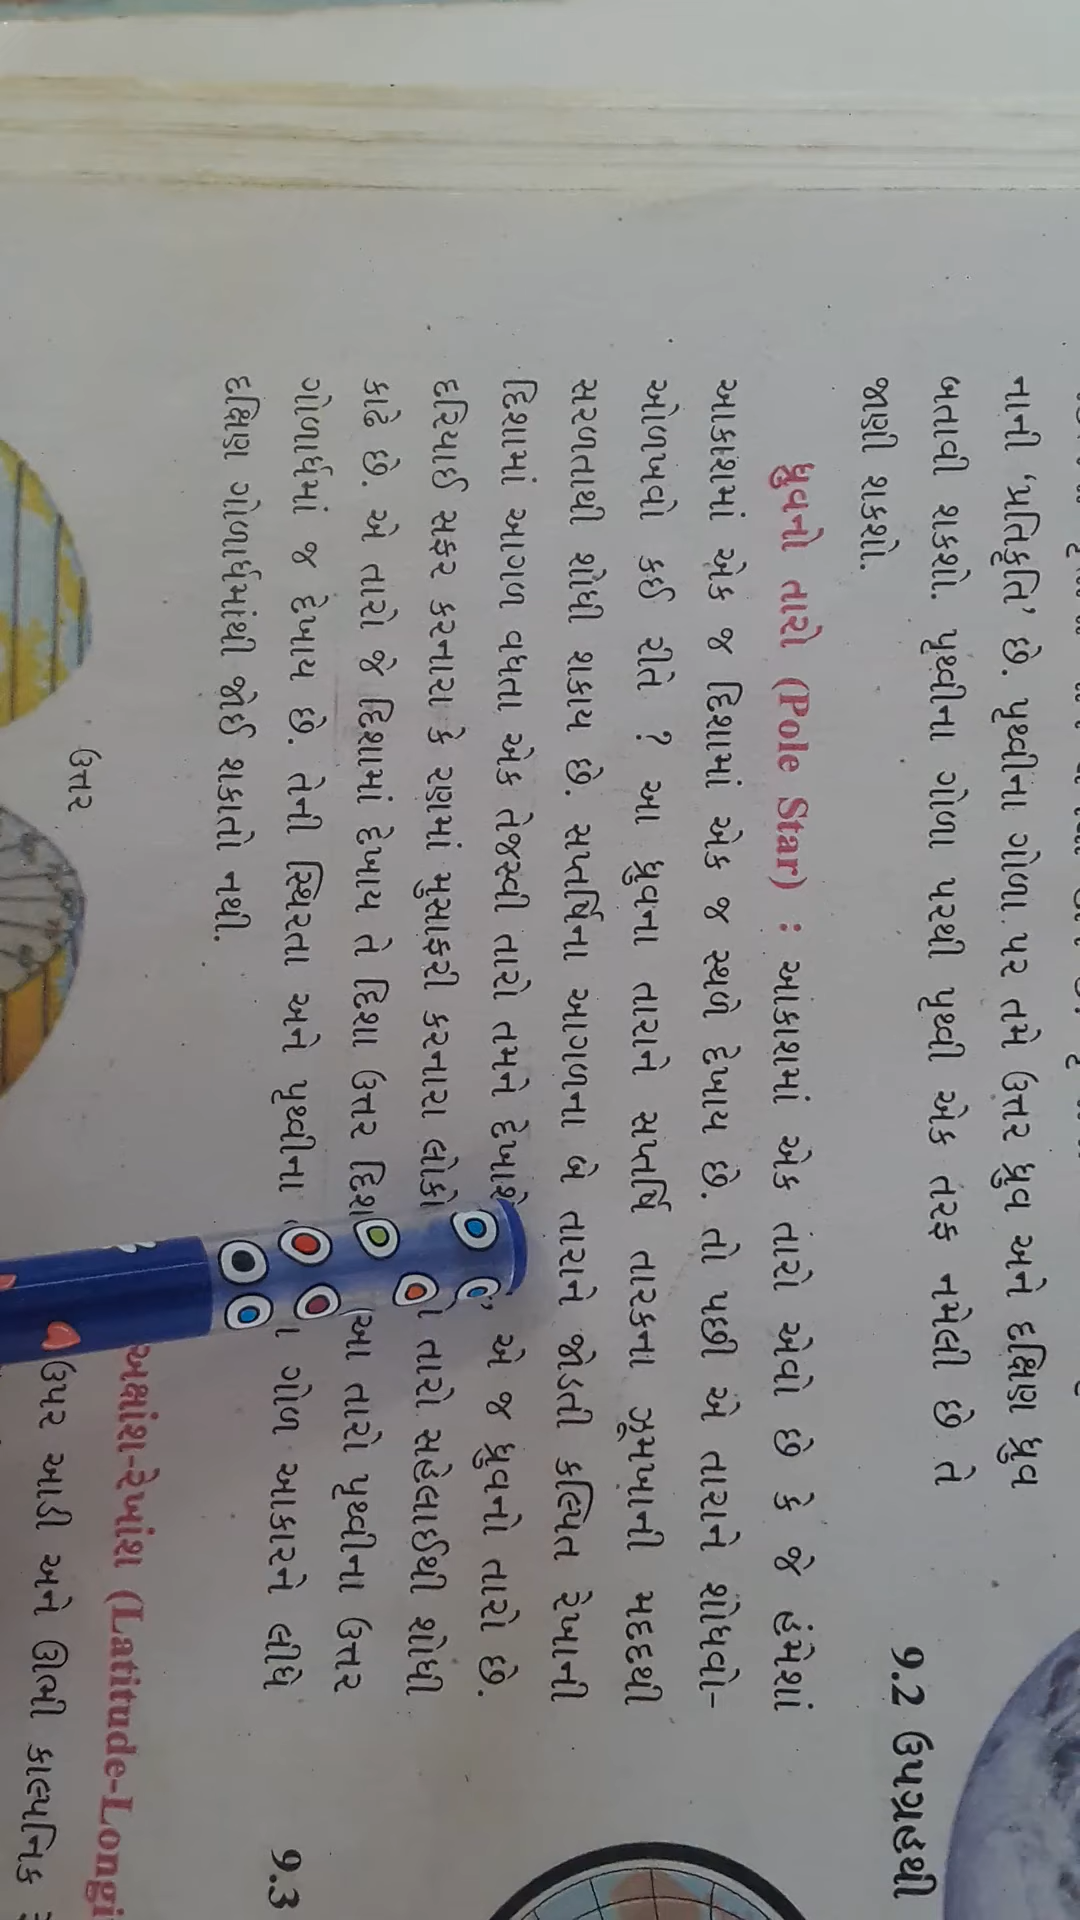 નાની ‘પ્રતિકૃતિ’ છે. પૃથ્વીના ગોળા પર તમે ઉત્તર ધ્રુવ અને દક્ષિણ ધ્રુવ
બતાવી શકશો. પૃથ્વીના ગોળા પરથી પૃથ્વી એક તરફ નમેલી છે તે
જાણી શકશો.
ધ્રુવનો તારો (Pole Star) : આકાશમાં એક તારો એવો છે કે જે હંમેશાં
આકાશમાં એક જ દિશામાં એક જ સ્થળે દેખાય છે. તો પછી એ તારાને શોધવો-
ઓળખવો કઈ રીતે ? આ ધ્રુવના તારાને સપ્તર્ષિ તારકના ઝૂમખાની મદદથી
સરળતાથી શોધી શકાય છે. સપ્તર્ષિના આગળના બે તારાને જોડતી કલ્પિત રેખાની
દિશામાં આગળ વધતા એક તેજસ્વી તારો તમને દેખાશે, એ જ ધ્રુવનો તારો છે.
દરિયાઈ સફર કરનારા કે રણમાં મુસાફરી કરનારા લોકો તારો સહેલાઈથી શોધી
કાઢે છે. એ તારો જે દિશામાં દેખાય તે દિશા ઉત્તર આ તારો પૃથ્વીના ઉત્તર
ગોળાર્ધમાં જ દેખાય છે. તેની સ્થિરતા અને પૃથ્વીના ગોળ આકારને લીધે
દક્ષિણ ગોળાર્ધમાંથી જોઈ શકાતો નથી.
અક્ષાંશ-રેખાંશ (Latitude-Longi
ઉપર આડી અને ઊભી કાલ્પનિક
ઉત્તર
9.2 ઉપગ્રહથી
9.3